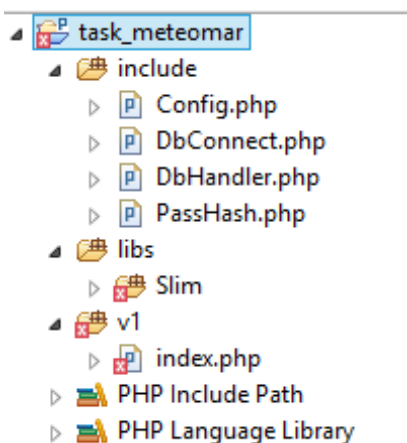 task_meteomar
include
Config.php
DbConnect.php
DbHandler.php
PassHash.php
libs
Slim
v1
index.php
PHP Include Path
PHP Language Library